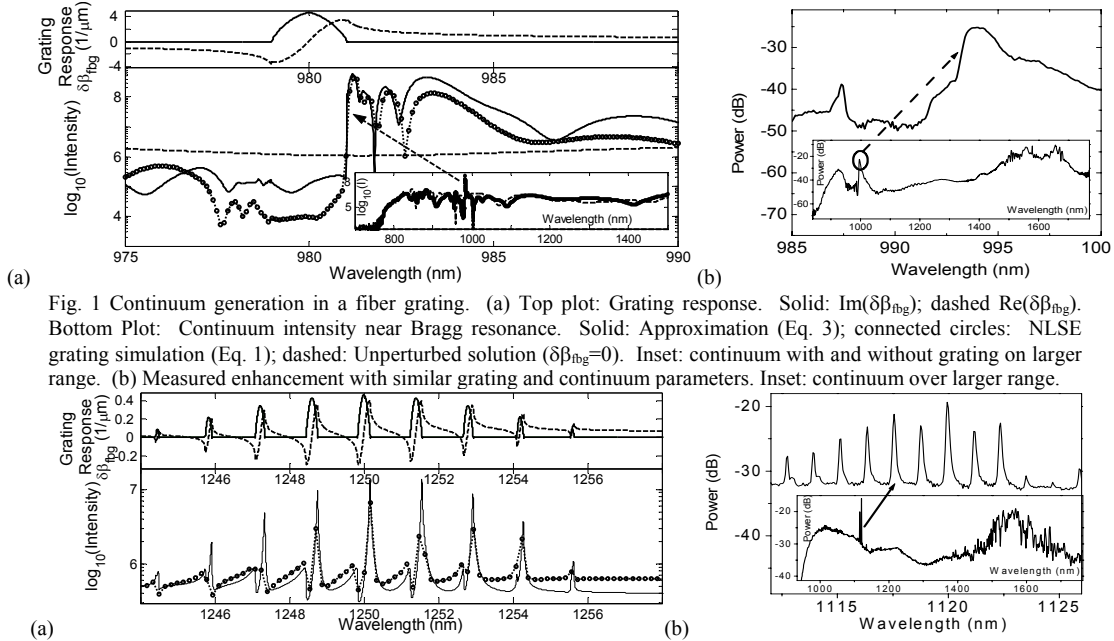 Grating
Response
δβfbg (1/μm)
4
2
0
-2
-4
980
985
log10(Intensity)
8
6
4
log10(I)
8
5
Wavelength (nm)
800
1000
1200
1400
975
980
985
990
Wavelength (nm)
(a)
Power (dB)
-30
-40
-50
-60
-70
Power (dB)
-20
-40
-60
Wavelength (nm)
1000
1200
1400
1600
985
990
995
100
Wavelength (nm)
(b)
Fig. 1 Continuum generation in a fiber grating. (a) Top plot: Grating response. Solid: Im(δβfbg); dashed Re(δβfbg).
Bottom Plot: Continuum intensity near Bragg resonance. Solid: Approximation (Eq. 3); connected circles: NLSE
grating simulation (Eq. 1); dashed: Unperturbed solution (δβfbg=0). Inset: continuum with and without grating on larger
range. (b) Measured enhancement with similar grating and continuum parameters. Inset: continuum over larger range.
Grating
Response
δβfbg (1/μm)
0.4
0.2
0
-0.2
1246
1248
1250
1252
1254
1256
log10(Intensity)
7
6
1246
1248
1250
1252
1254
1256
Wavelength (nm)
(a)
Power (dB)
-20
-30
-40
Power (dB)
-20
-30
-40
Wavelength (nm)
1000
1200
1400
1600
1115
1120
1125
Wavelength (nm)
(b)